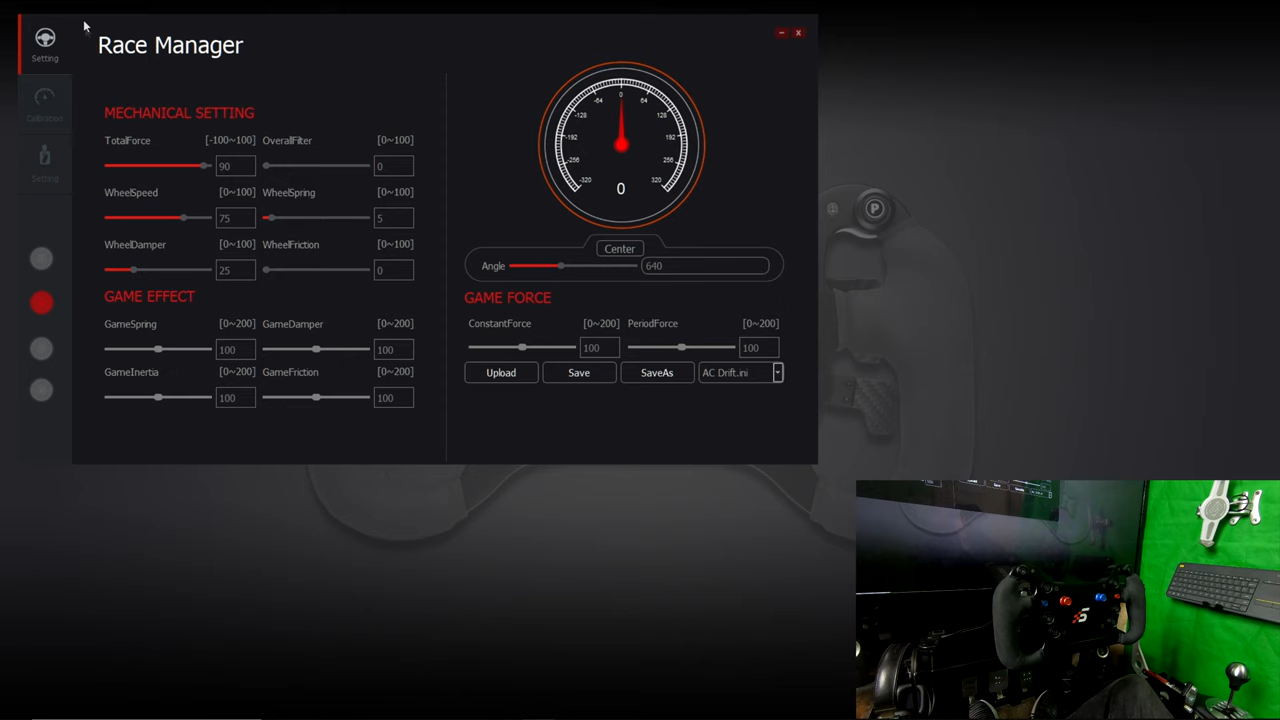 Setting
Calibration
Setting
Race Manager
MECHANICAL SETTING
TotalForce [-100~100] OverallFilter [0~100]
90 0
WheelSpeed [0~100] WheelSpring [0~100]
75 5
WheelDamper [0~100] WheelFriction [0~100]
25 0
GAME EFFECT
GameSpring [0~200] GameDamper [0~200]
100 100
GameInertia [0~200] GameFriction [0~200]
100 100
- x
0
-64 64
-128 128
-192 192
-256 256
-320 320
0
Center
Angle 640
GAME FORCE
ConstantForce [0~200] PeriodForce [0~200]
100 100
Upload Save SaveAs AC Drift.ini
P